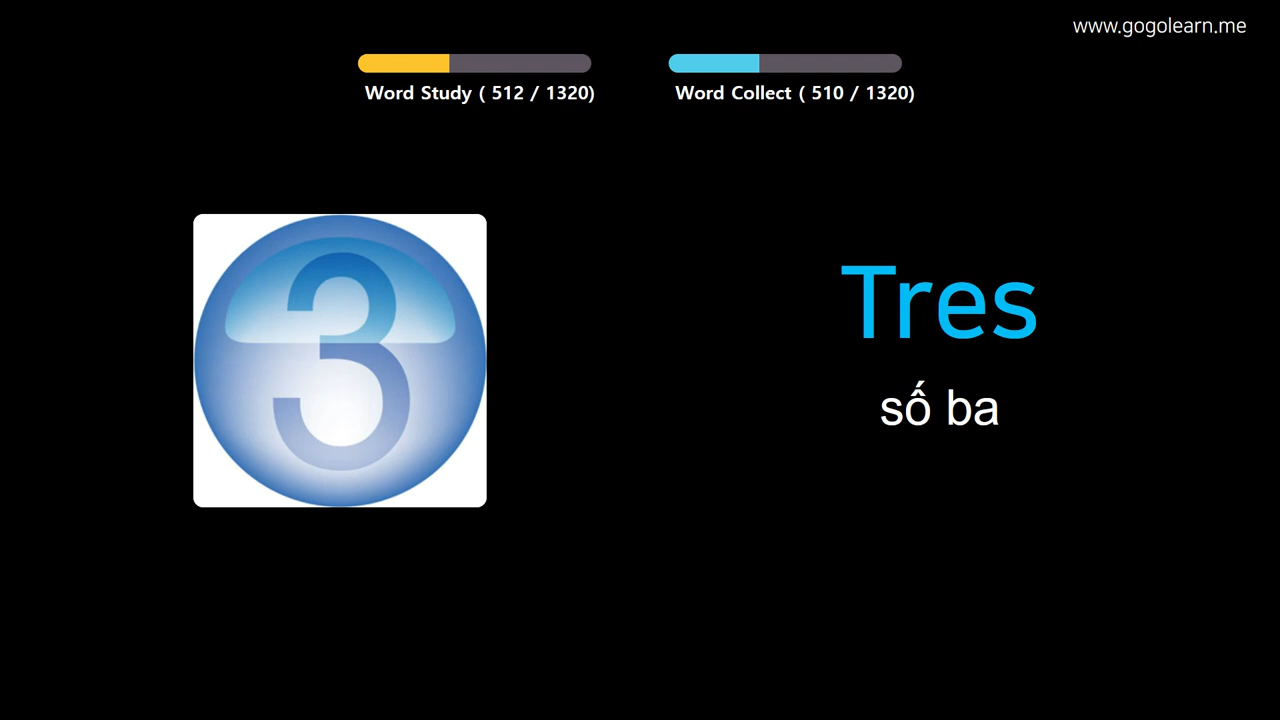 www.gogolearn.me
Word Study ( 512 / 1320)
Word Collect ( 510 / 1320)
3
Tres
số ba